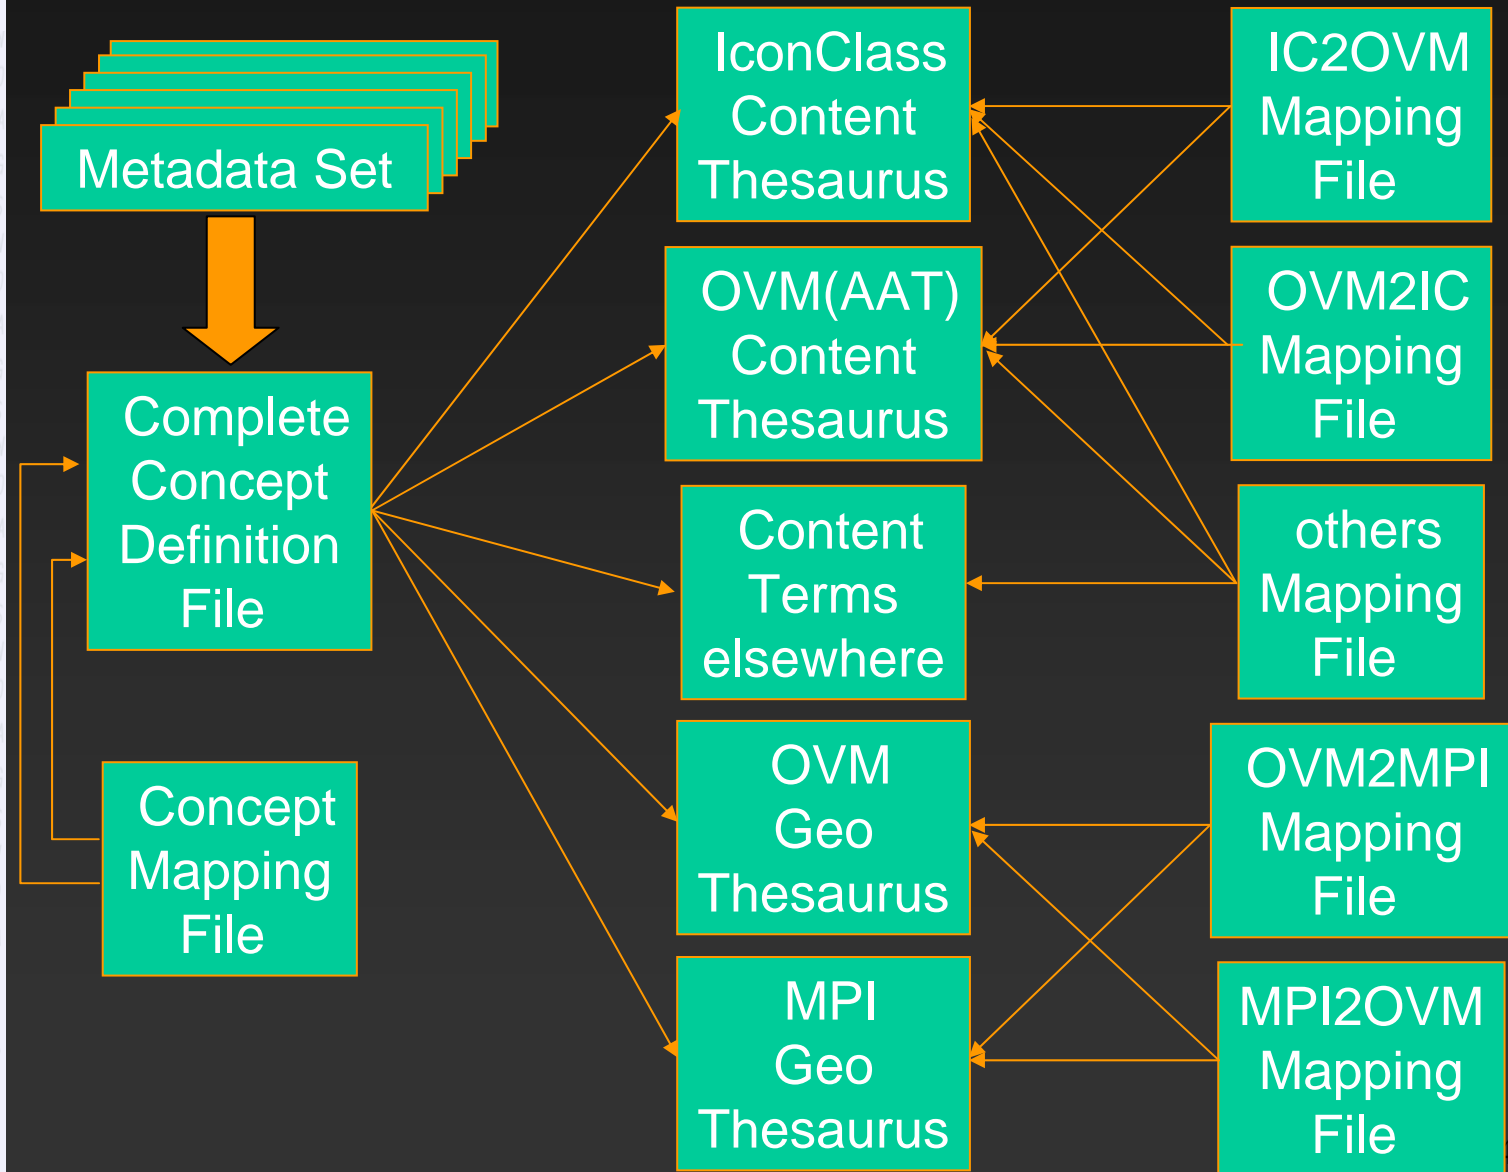 Metadata Set
Complete
Concept
Definition
File
Concept
Mapping
File
IconClass
Content
Thesaurus
OVM(AAT)
Content
Thesaurus
Content
Terms
elsewhere
OVM
Geo
Thesaurus
MPI
Geo
Thesaurus
IC2OVM
Mapping
File
OVM2IC
Mapping
File
others
Mapping
File
OVM2MPI
Mapping
File
MPI2OVM
Mapping
File